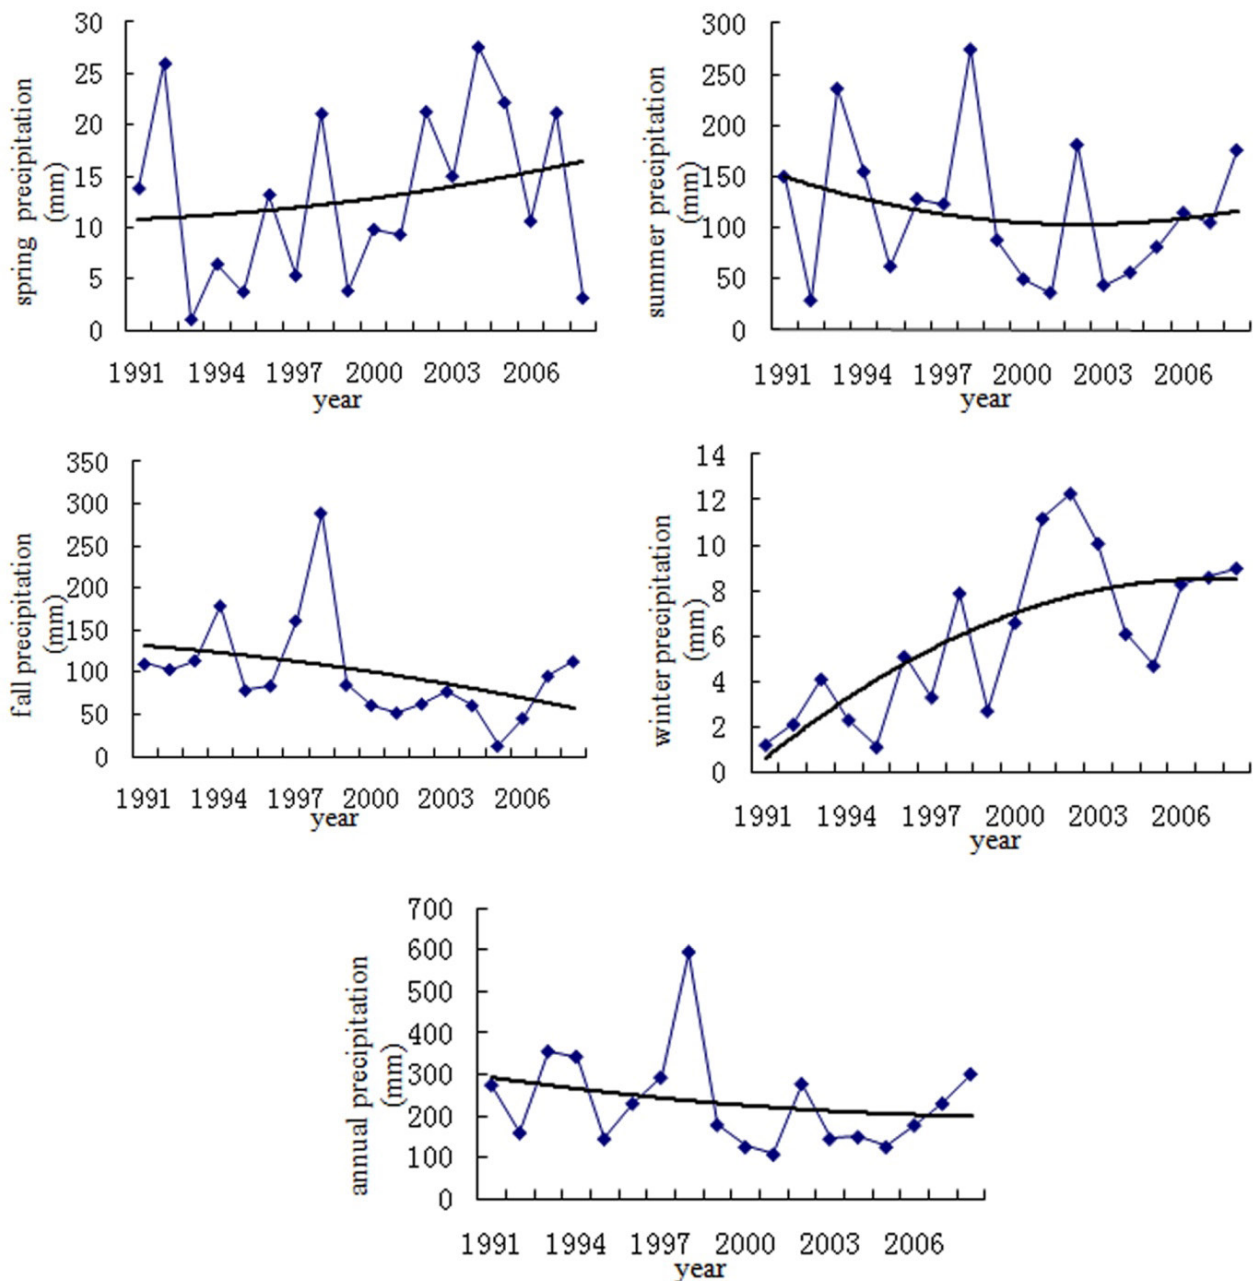 spring precipitation
(mm)
30
25
20
15
10
5
0
1991 1994 1997 2000 2003 2006
year
summer precipitation
(mm)
300
250
200
150
100
50
0
1991 1994 1997 2000 2003 2006
year
fall precipitation
(mm)
350
300
250
200
150
100
50
0
1991 1994 1997 2000 2003 2006
year
winter precipitation
(mm)
14
12
10
8
6
4
2
0
1991 1994 1997 2000 2003 2006
year
annual precipitation
(mm)
700
600
500
400
300
200
100
0
1991 1994 1997 2000 2003 2006
year